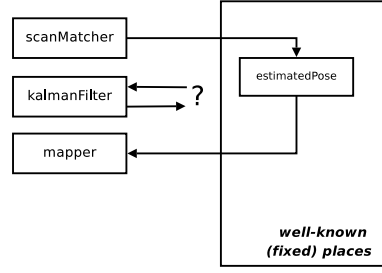 scanMatcher
estimatedPose
kalmanFilter
?
mapper
well-known
(fixed) places